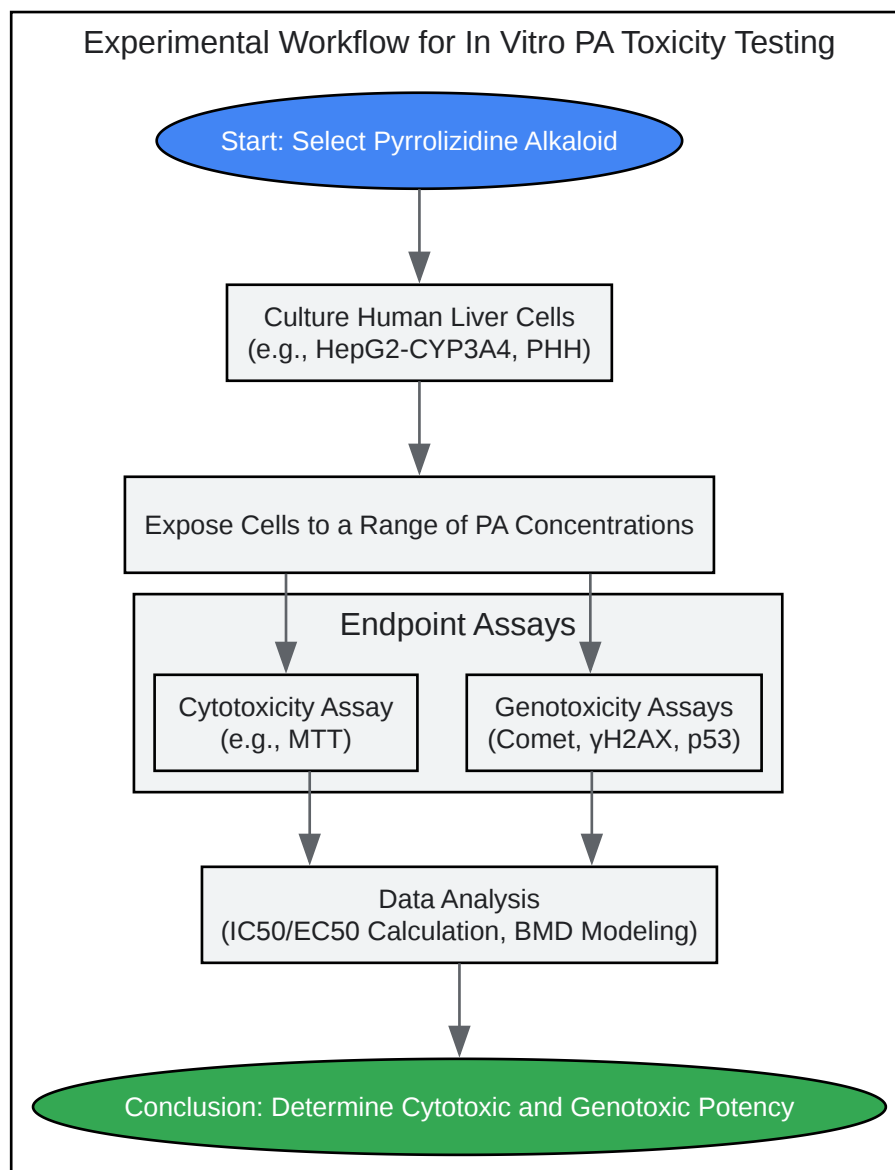 Experimental Workflow for In Vitro PA Toxicity Testing
Start: Select Pyrrolizidine Alkaloid
Culture Human Liver Cells
(e.g., HepG2-CYP3A4, PHH)
Expose Cells to a Range of PA Concentrations
Endpoint Assays
Cytotoxicity Assay
(e.g., MTT)
Genotoxicity Assays
(Comet, γH2AX, p53)
Data Analysis
(IC50/EC50 Calculation, BMD Modeling)
Conclusion: Determine Cytotoxic and Genotoxic Potency